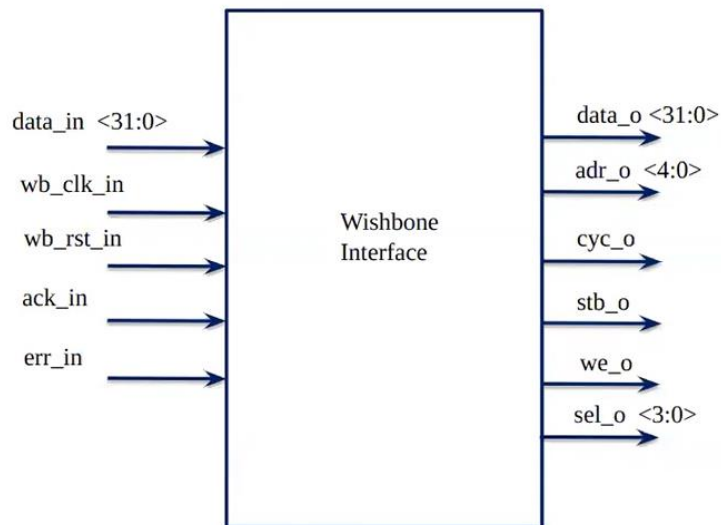 data_in <31:0>
wb_clk_in
wb_rst_in
ack_in
err_in
Wishbone
Interface
data_o <31:0>
adr_o <4:0>
cyc_o
stb_o
we_o
sel_o <3:0>